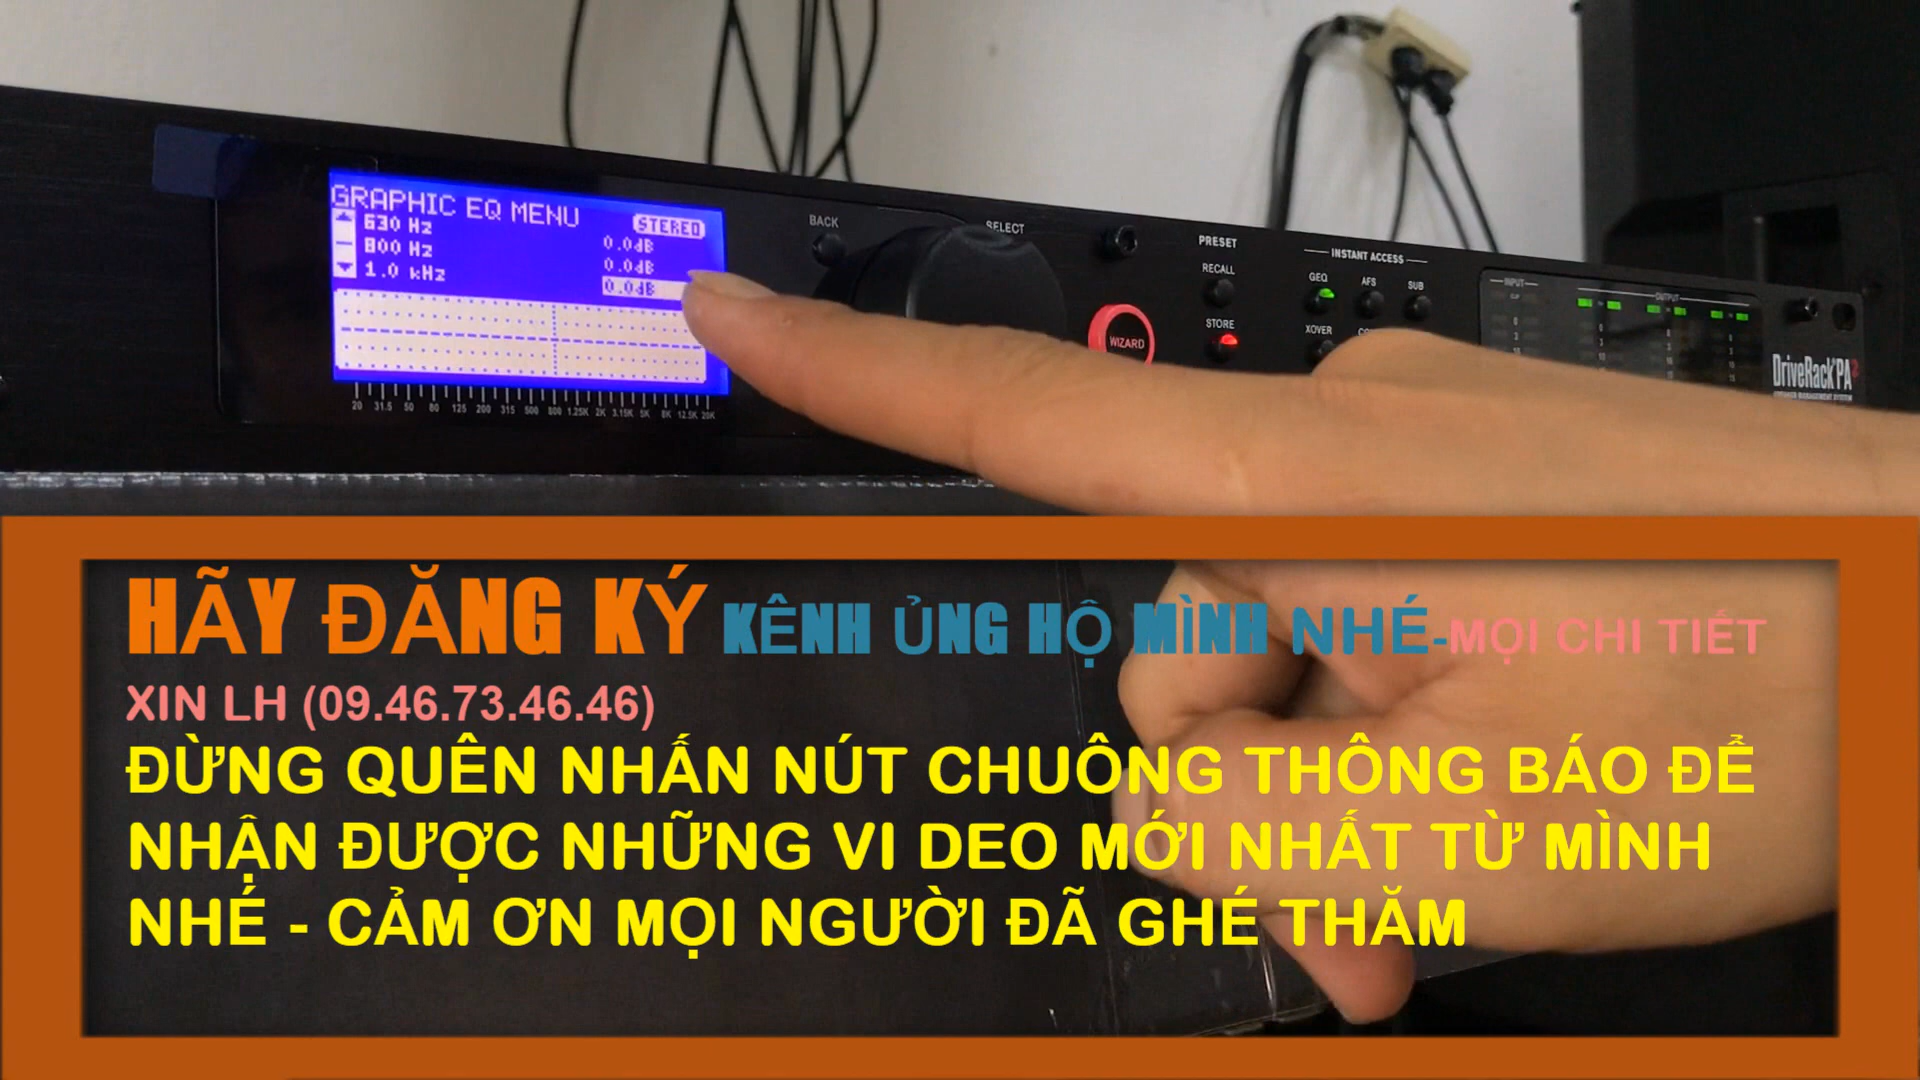 GRAPHIC EQ MENU
STEREO
630 Hz 0.0dB
800 Hz 0.0dB
1.0 kHz 0.0dB
20 31.5 50 80 125 200 315 500 800 1.25K 2K 3.15K 5K 8K 12.5K 20K
BACK
SELECT
WIZARD
PRESET
RECALL
STORE
INSTANT ACCESS
GEQ AFS SUB
XOVER
INPUT
OUTPUT
DriveRack PA2
HÃY ĐĂNG KÝ KÊNH ỦNG HỘ MÌNH NHÉ-MỌI CHI TIẾT
XIN LH (09.46.73.46.46)
ĐỪNG QUÊN NHẤN NÚT CHUÔNG THÔNG BÁO ĐỂ
NHẬN ĐƯỢC NHỮNG VI DEO MỚI NHẤT TỪ MÌNH
NHÉ - CẢM ƠN MỌI NGƯỜI ĐÃ GHÉ THĂM